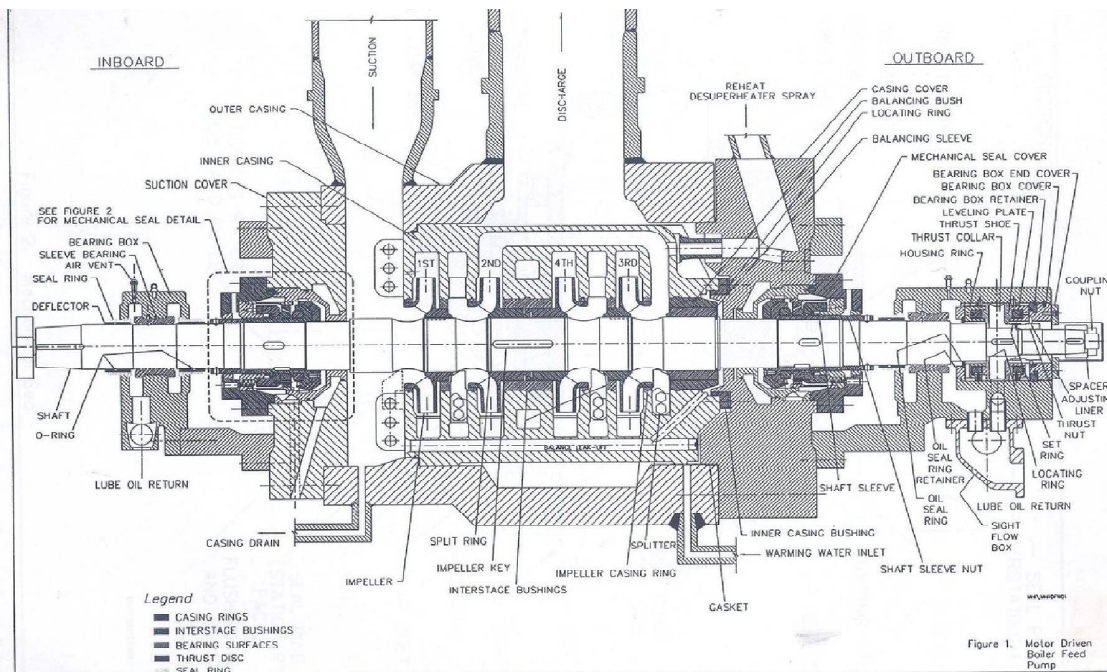 INBOARD
OUTBOARD
SUCTION
DISCHARGE
OUTER CASING
INNER CASING
SUCTION COVER
SEE FIGURE 2
FOR MECHANICAL SEAL DETAIL
BEARING BOX
SLEEVE BEARING
AIR VENT
SEAL RING
DEFLECTOR
SHAFT
O-RING
LUBE OIL RETURN
CASING DRAIN
REHEAT
DESUPERHEATER SPRAY
CASING COVER
BALANCING BUSH
LOCATING RING
BALANCING SLEEVE
MECHANICAL SEAL COVER
BEARING BOX END COVER
BEARING BOX COVER
BEARING BOX RETAINER
LEVELING PLATE
THRUST SHOE
THRUST COLLAR
HOUSING RING
COUPLIN
NUT
1ST
2ND
4TH
3RD
BALANCE LEAK-OFF
SPACER
ADJUSTING
LINER
THRUST
NUT
SET
RING
LOCATING
RING
OIL
SEAL
RING
RETAINER
OIL
SEAL
RING
LUBE OIL RETURN
SIGHT
FLOW
BOX
SHAFT SLEEVE
SHAFT SLEEVE NUT
INNER CASING BUSHING
WARMING WATER INLET
GASKET
SPLITTER
IMPELLER CASING RING
SPLIT RING
IMPELLER KEY
INTERSTAGE BUSHINGS
IMPELLER
Legend
CASING RINGS
INTERSTAGE BUSHINGS
BEARING SURFACES
THRUST DISC
SEAL RING
Figure 1. Motor Driven
Boiler Feed
Pump